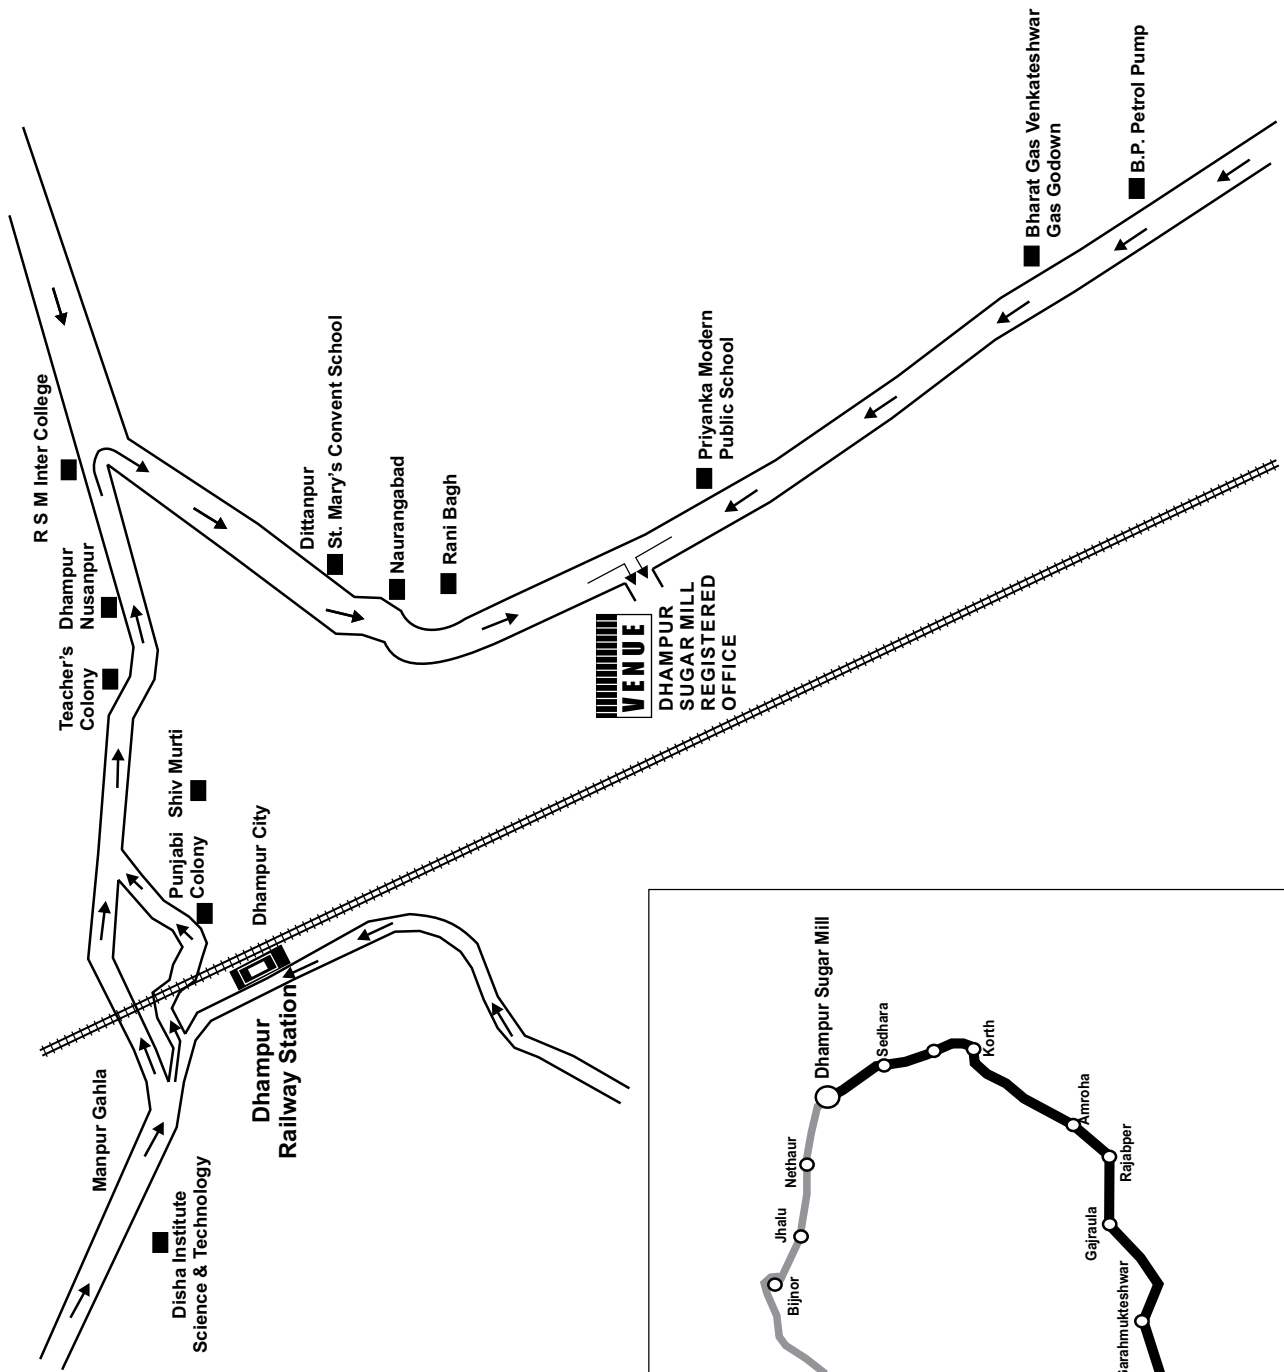 R S M Inter College
Dhampur
Nusanpur
Teacher's
Colony
Shiv Murti
Punjabi
Colony
Dhampur City
Dhampur
Railway Station
Manpur Gahla
Disha Institute
Science & Technology
Dittanpur
St. Mary's Convent School
Naurangabad
Rani Bagh
VENUE
DHAMPUR
SUGAR MILL
REGISTERED
OFFICE
Priyanka Modern
Public School
Bharat Gas Venkateshwar
Gas Godown
B.P. Petrol Pump
Dhampur Sugar Mill
Sedhara
Korth
Amroha
Rajabper
Gajraula
Nethaur
Jhalu
Bijnor
arahmukteshwar